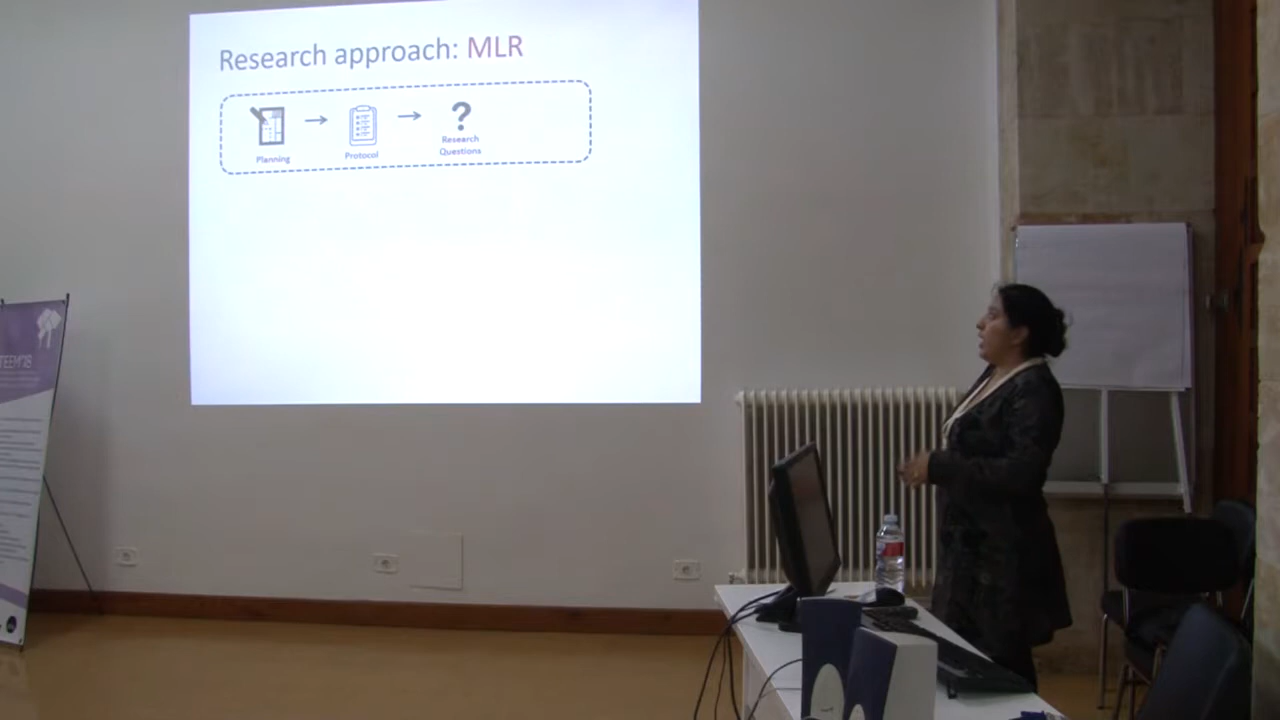 Research approach: MLR
Planning
Protocol
Research
Questions
TEEM'18